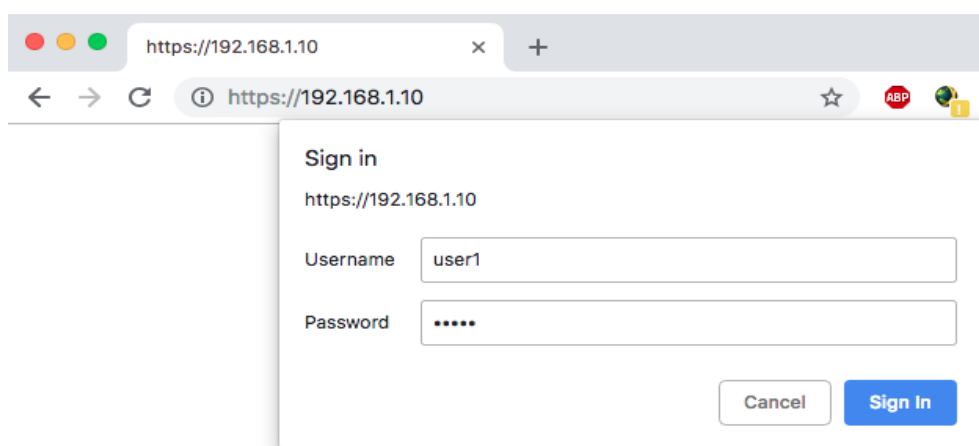 https://192.168.1.10
https://192.168.1.10
ABP
Sign in
https://192.168.1.10
Username user1
Password •••••
Cancel Sign In